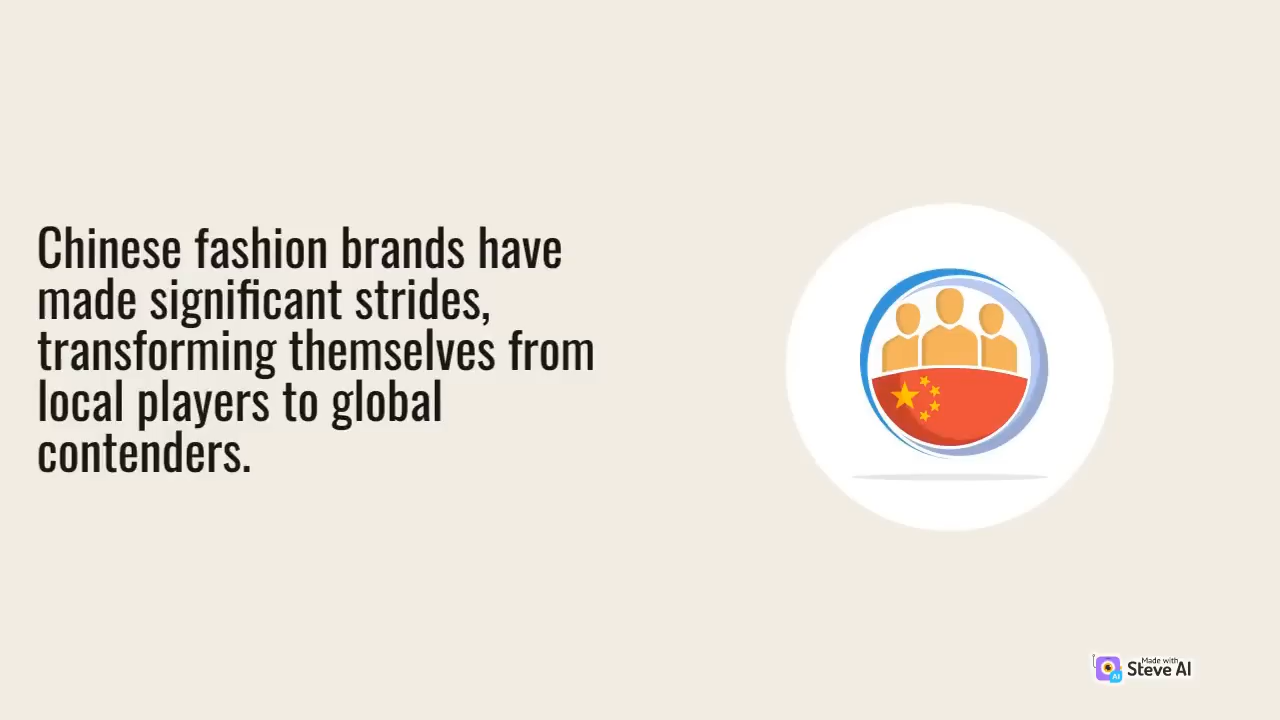 Chinese fashion brands have
made significant strides,
transforming themselves from
local players to global
contenders.
Made with
Steve AI
AI